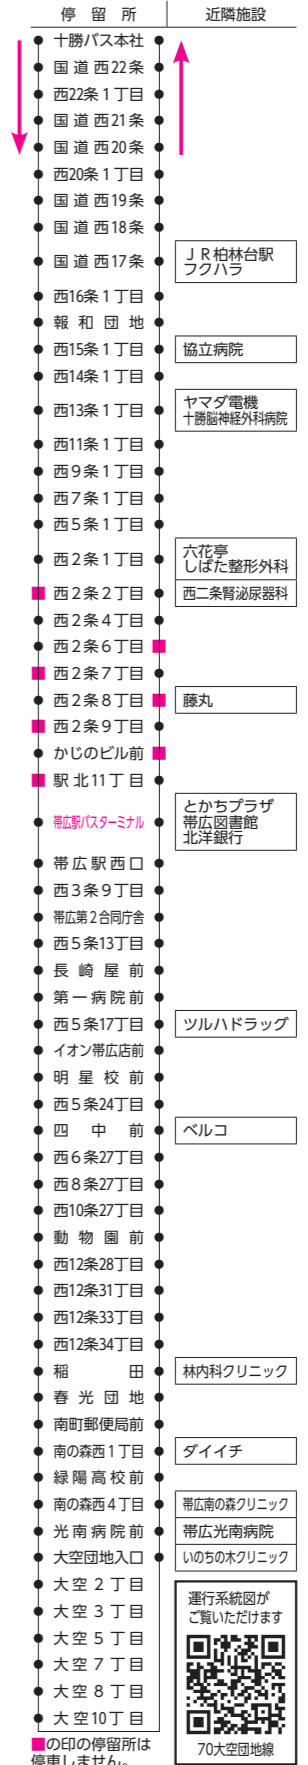 停留所 近隣施設
十勝バス本社
国道西22条
西22条1丁目
国道西21条
国道西20条
西20条1丁目
国道西19条
国道西18条
国道西17条
ＪＲ柏林台駅
フクハラ
西16条1丁目
報和団地
西15条1丁目 協立病院
西14条1丁目
西13条1丁目
ヤマダ電機
十勝脳神経外科病院
西11条1丁目
西9条1丁目
西7条1丁目
西5条1丁目
西2条1丁目
六花亭
しばた整形外科
西2条2丁目 西二条腎泌尿器科
西2条4丁目
西2条6丁目
西2条7丁目
西2条8丁目 藤丸
西2条9丁目
かじのビル前
駅北11丁目
帯広駅バスターミナル
とかちプラザ
帯広図書館
北洋銀行
帯広駅西口
西3条9丁目
帯広第2合同庁舎
西5条13丁目
長崎屋前
第一病院前
西5条17丁目 ツルハドラッグ
イオン帯広店前
明星校前
西5条24丁目
四中前 ベルコ
西6条27丁目
西8条27丁目
西10条27丁目
動物園前
西12条28丁目
西12条31丁目
西12条33丁目
西12条34丁目
稲田 林内科クリニック
春光団地
南町郵便局前
南の森西1丁目 ダイイチ
緑陽高校前
南の森西4丁目 帯広南の森クリニック
光南病院前 帯広光南病院
大空団地入口 いのちの木クリニック
大空2丁目
大空3丁目
大空5丁目
大空7丁目
大空8丁目
大空10丁目
■の印の停留所は
停車しません。
運行系統図が
ご覧いただけます
70大空団地線